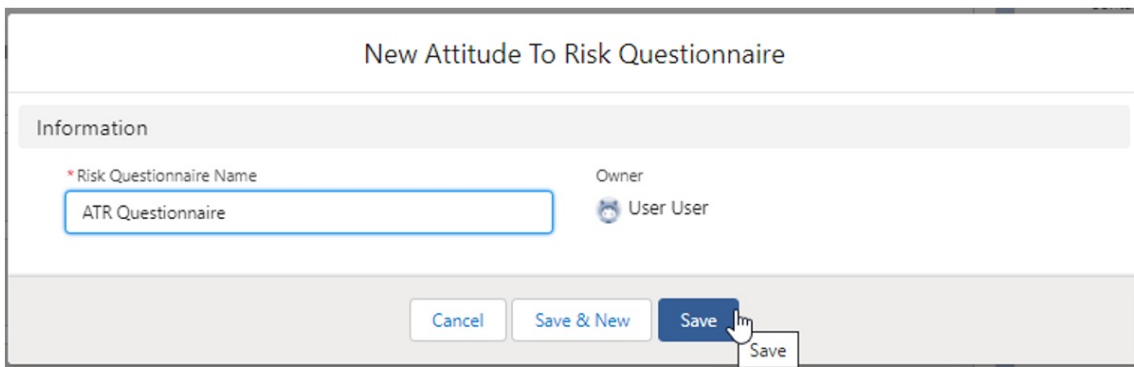 New Attitude To Risk Questionnaire
Information
* Risk Questionnaire Name
Owner
ATR Questionnaire
User User
Cancel
Save & New
Save
Save